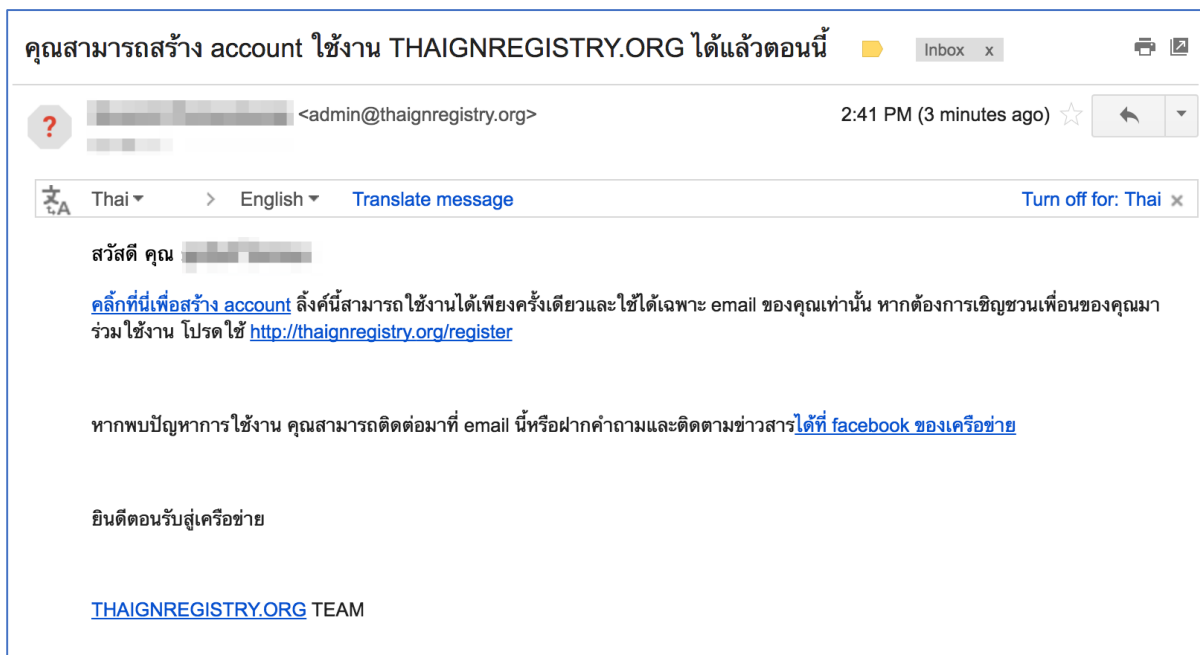 คุณสามารถสร้าง account ใช้งาน THAIGNREGISTRY.ORG ได้แล้วตอนนี้ Inbox x
? <admin@thaignregistry.org> 2:41 PM (3 minutes ago)
Thai > English Translate message Turn off for: Thai ×
สวัสดี คุณ
คลิ้กที่นี่เพื่อสร้าง account ลิ้งค์นี้สามารถใช้งานได้เพียงครั้งเดียวและใช้ได้เฉพาะ email ของคุณเท่านั้น หากต้องการเชิญชวนเพื่อนของคุณมา
ร่วมใช้งาน โปรดใช้ http://thaignregistry.org/register
หากพบปัญหาการใช้งาน คุณสามารถติดต่อมาที่ email นี้หรือฝากคำถามและติดตามข่าวสารได้ที่ facebook ของเครือข่าย
ยินดีตอนรับสู่เครือข่าย
THAIGNREGISTRY.ORG TEAM